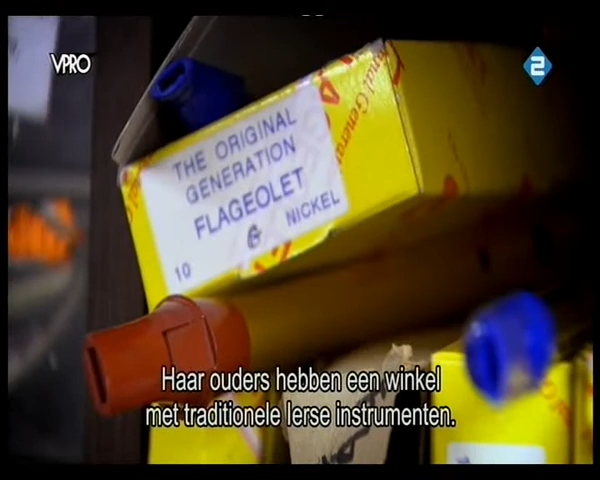 VPRO
2
THE ORIGINAL
GENERATION
FLAGEOLET
G NICKEL
10
Haar ouders hebben een winkel
met traditionele Ierse instrumenten.